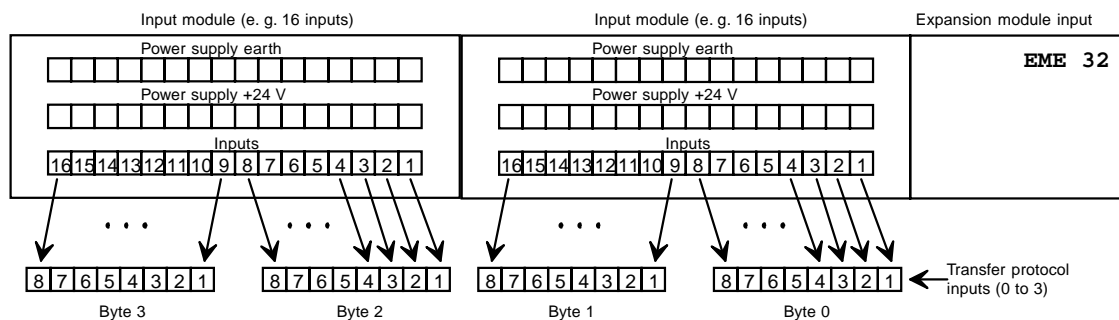 Input module (e. g. 16 inputs) Input module (e. g. 16 inputs) Expansion module input
Power supply earth Power supply earth EME 32
Power supply +24 V Power supply +24 V
Inputs Inputs
16 15 14 13 12 11 10 9 8 7 6 5 4 3 2 1 16 15 14 13 12 11 10 9 8 7 6 5 4 3 2 1
8 7 6 5 4 3 2 1 8 7 6 5 4 3 2 1 8 7 6 5 4 3 2 1 8 7 6 5 4 3 2 1 Transfer protocol
inputs (0 to 3)
Byte 3 Byte 2 Byte 1 Byte 0